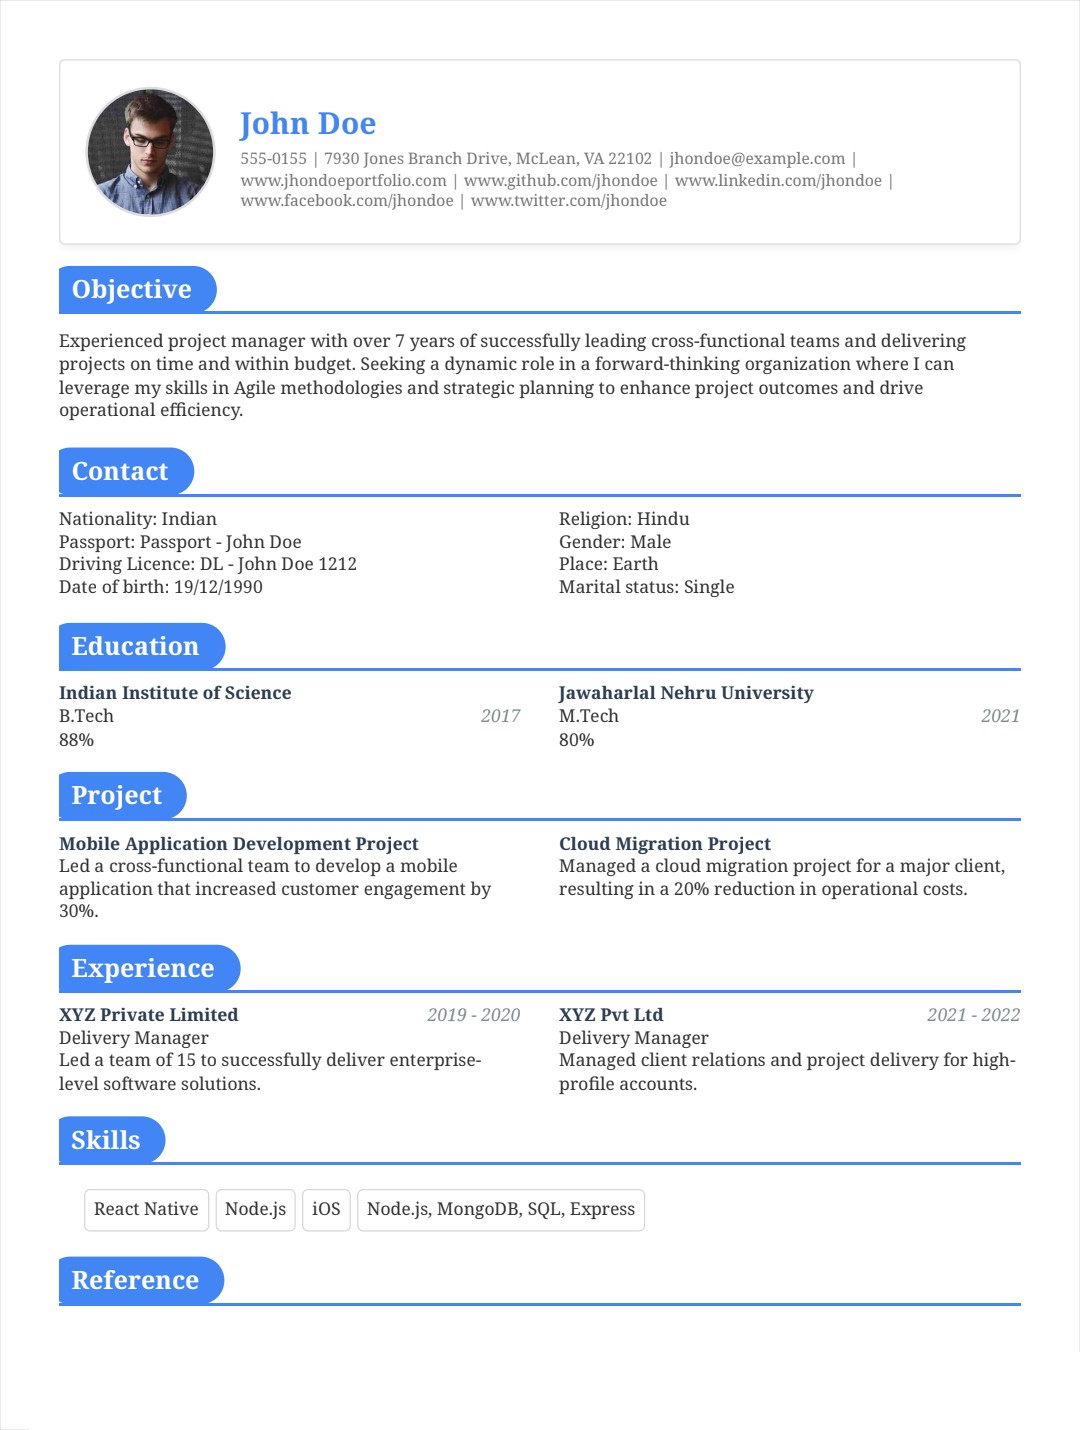 John Doe
555-0155 | 7930 Jones Branch Drive, McLean, VA 22102 | jhondoe@example.com |
www.jhondoeportfolio.com | www.github.com/jhondoe | www.linkedin.com/jhondoe |
www.facebook.com/jhondoe | www.twitter.com/jhondoe
Objective
Experienced project manager with over 7 years of successfully leading cross-functional teams and delivering
projects on time and within budget. Seeking a dynamic role in a forward-thinking organization where I can
leverage my skills in Agile methodologies and strategic planning to enhance project outcomes and drive
operational efficiency.
Contact
Nationality: Indian
Passport: Passport - John Doe
Driving Licence: DL - John Doe 1212
Date of birth: 19/12/1990
Religion: Hindu
Gender: Male
Place: Earth
Marital status: Single
Education
Indian Institute of Science
B.Tech 2017
88%
Jawaharlal Nehru University
M.Tech 2021
80%
Project
Mobile Application Development Project
Led a cross-functional team to develop a mobile
application that increased customer engagement by
30%.
Cloud Migration Project
Managed a cloud migration project for a major client,
resulting in a 20% reduction in operational costs.
Experience
XYZ Private Limited 2019 - 2020
Delivery Manager
Led a team of 15 to successfully deliver enterprise-
level software solutions.
XYZ Pvt Ltd 2021 - 2022
Delivery Manager
Managed client relations and project delivery for high-
profile accounts.
Skills
React Native Node.js iOS Node.js, MongoDB, SQL, Express
Reference